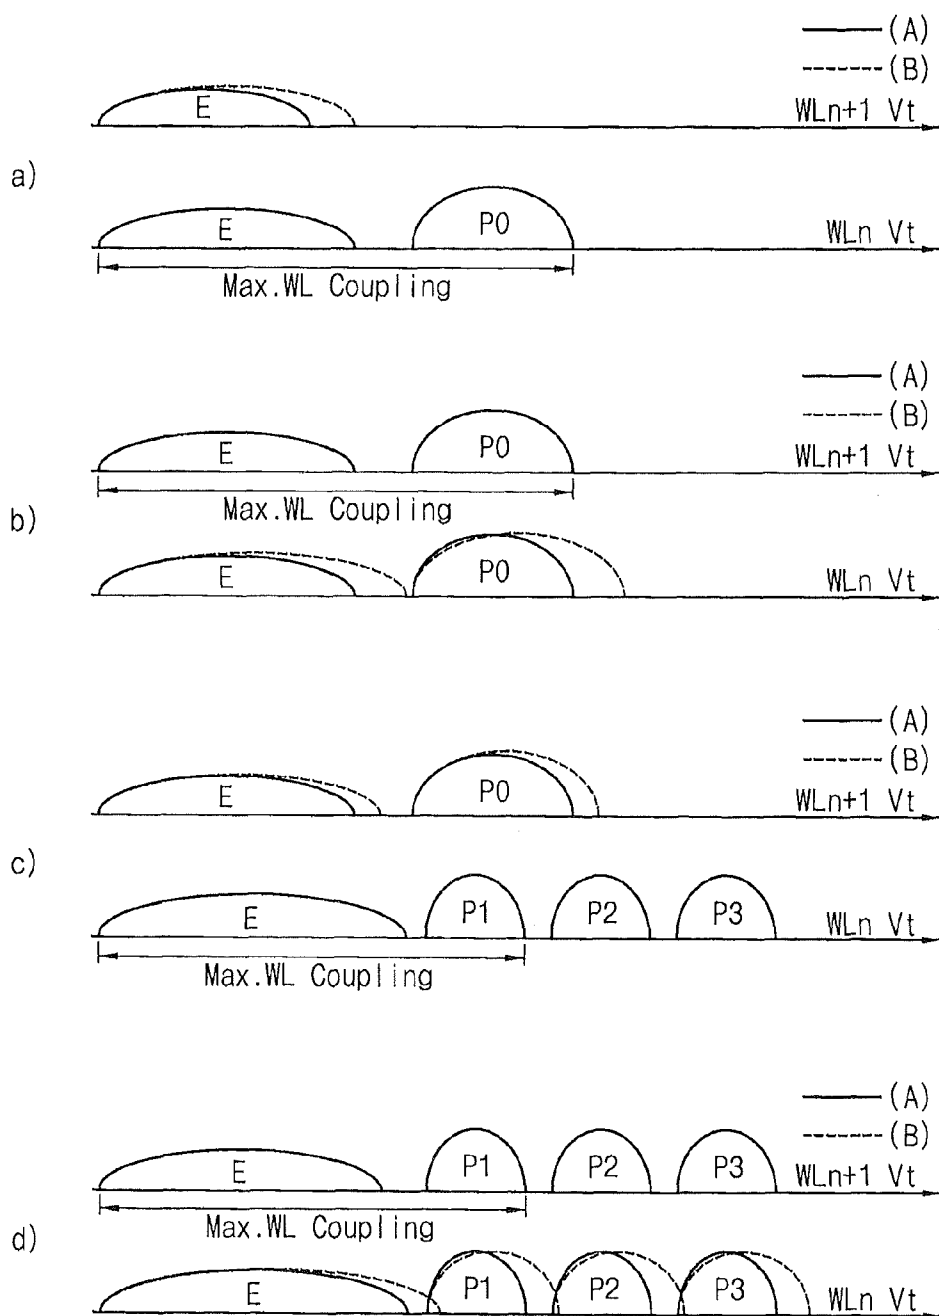 (A)
(B)
E
WLn+1 Vt
a)
E
P0
WLn Vt
Max.WL Coupling
(A)
(B)
E
P0
WLn+1 Vt
Max.WL Coupling
b)
E
P0
WLn Vt
(A)
(B)
E
P0
WLn+1 Vt
c)
E
P1
P2
P3
WLn Vt
Max.WL Coupling
(A)
(B)
E
P1
P2
P3
WLn+1 Vt
Max.WL Coupling
d)
E
P1
P2
P3
WLn Vt